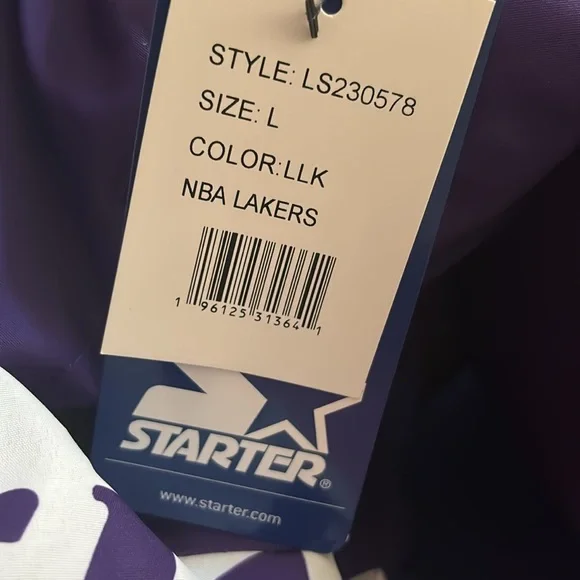 STYLE: LS230578
SIZE: L
COLOR:LLK
NBA LAKERS
1 96125 31364 1
STARTER®
www.starter.com